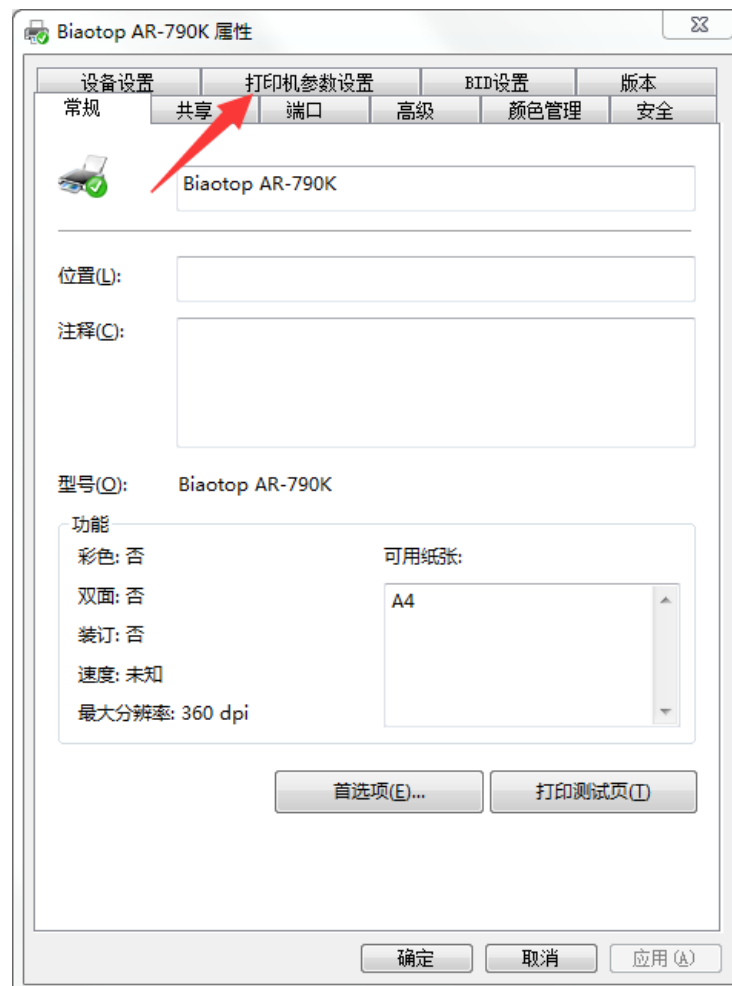 Biaotop AR-790K 属性
设备设置 打印机参数设置 BID设置 版本
常规 共享 端口 高级 颜色管理 安全
Biaotop AR-790K
位置(L):
注释(C):
型号(O): Biaotop AR-790K
功能
彩色: 否 可用纸张:
双面: 否 A4
装订: 否
速度: 未知
最大分辨率: 360 dpi
首选项(E)... 打印测试页(T)
确定 取消 应用(A)